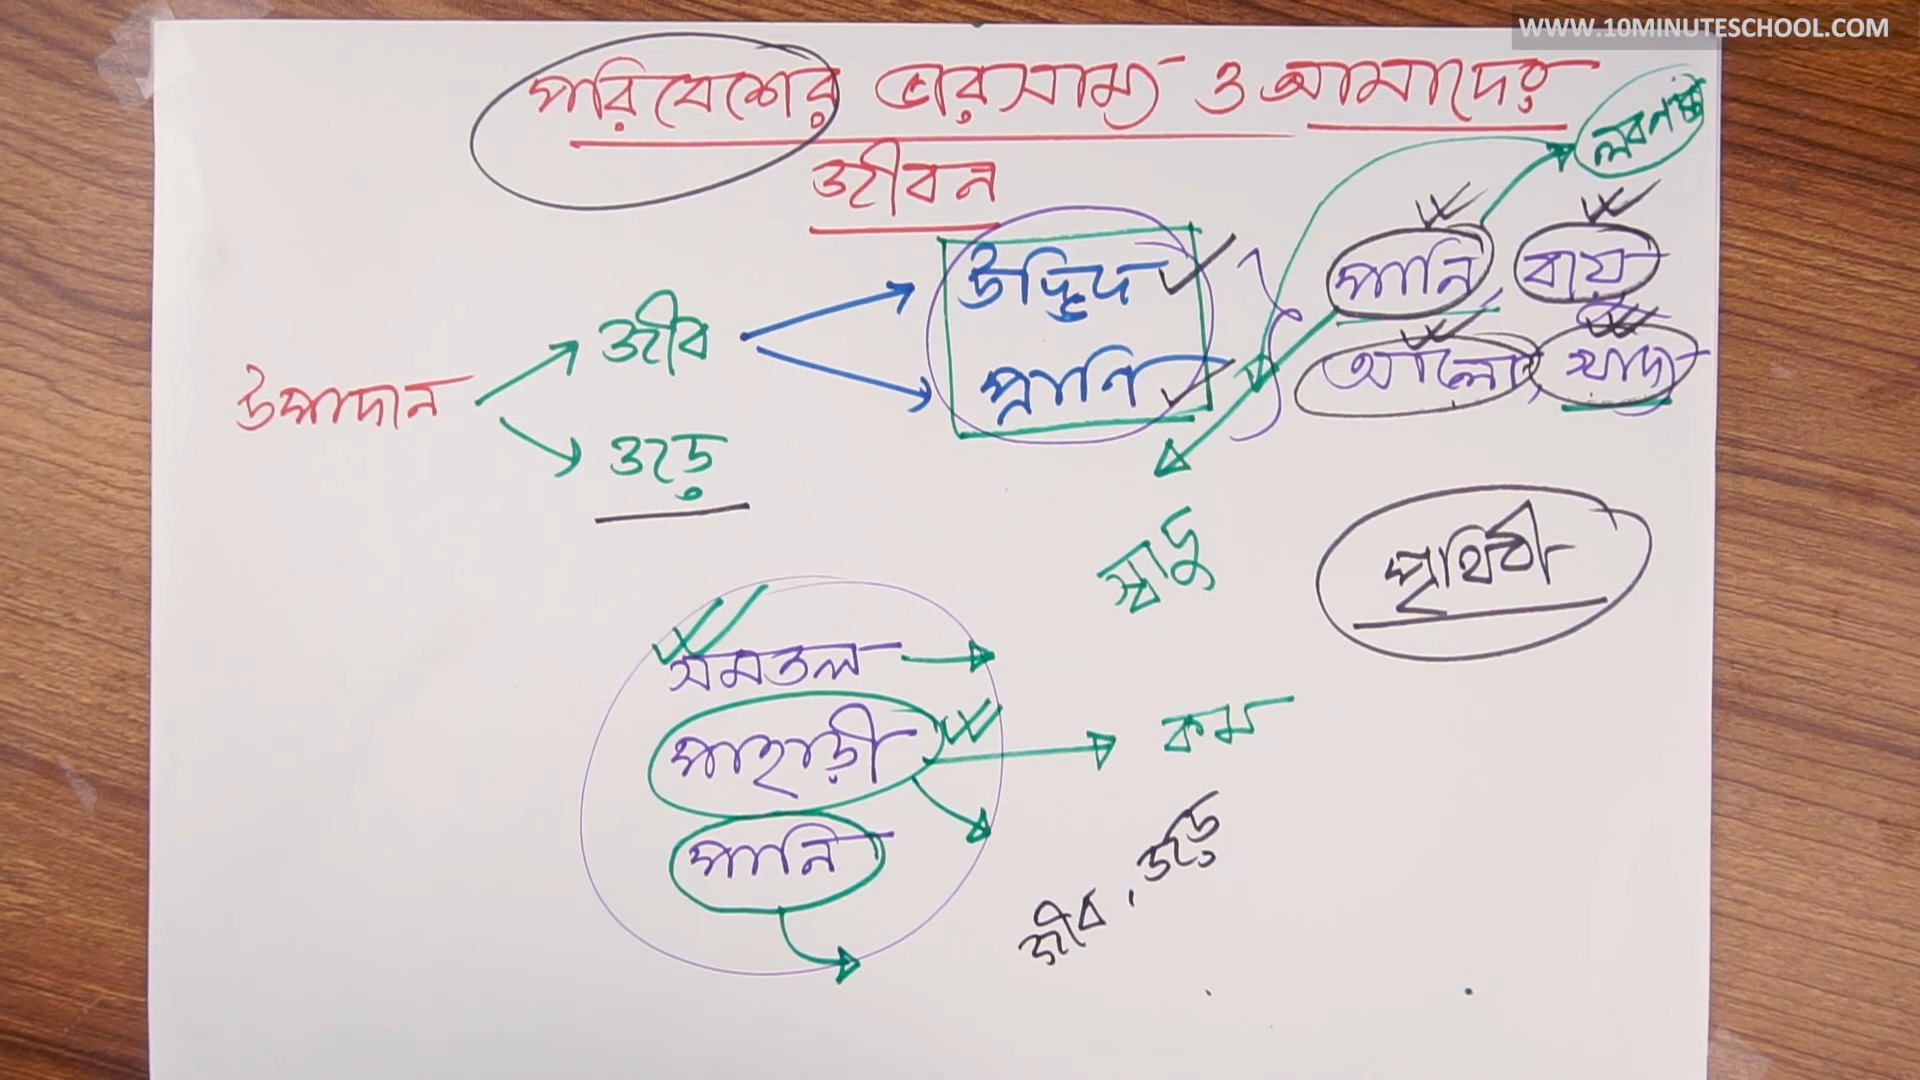 WWW.10MINUTESCHOOL.COM
পরিবেশের ভারসাম্য ও আমাদের
জীবন
লবণাক্ত
উদ্ভিদ
পানি
বায়ু
জীব
প্রানি
আলো
খাদ্য
উপাদান
জড়
স্বাদু
পৃথিবী
সমতল
পাহাড়ী
কম
পানি
জীব, জড়